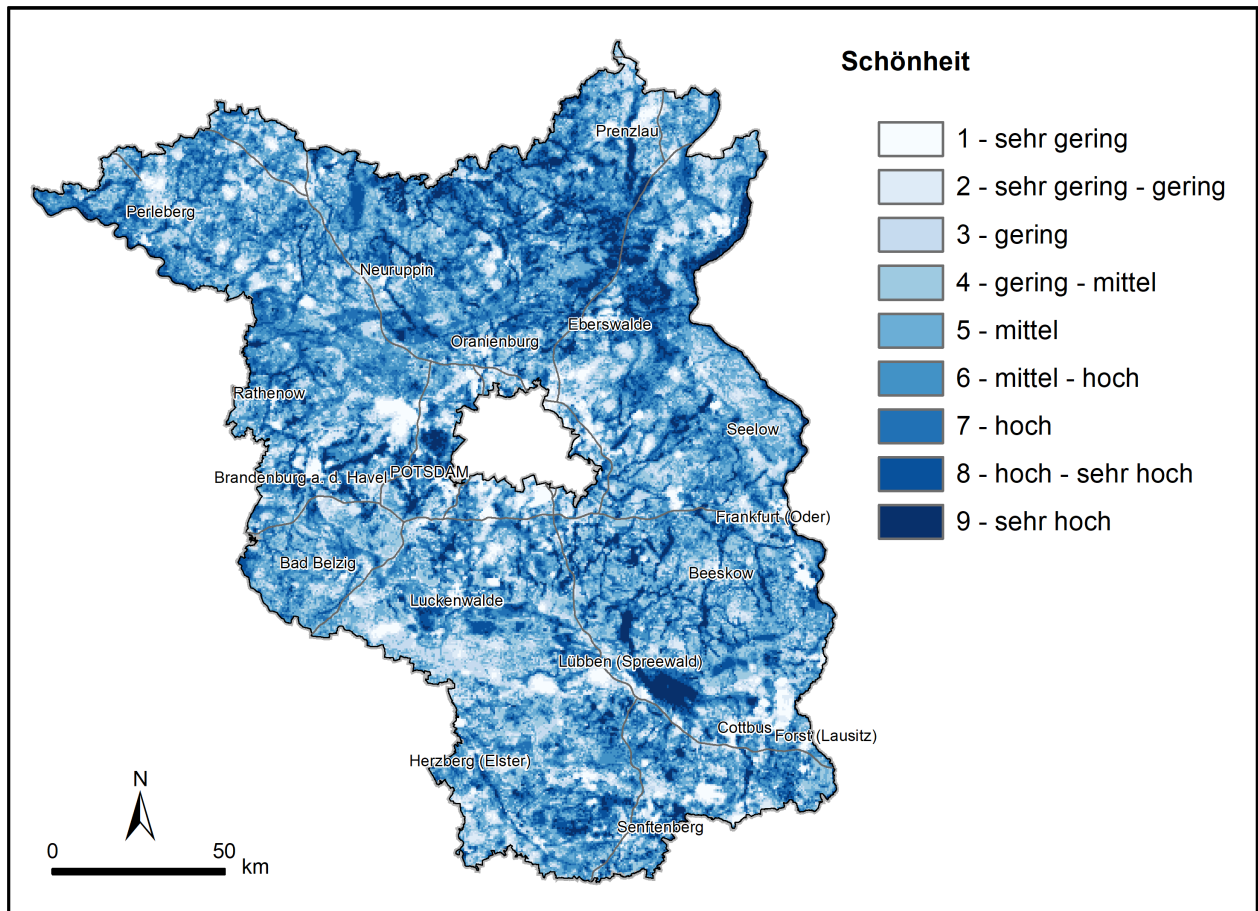 Schönheit
1 - sehr gering
2 - sehr gering - gering
3 - gering
4 - gering - mittel
5 - mittel
6 - mittel - hoch
7 - hoch
8 - hoch - sehr hoch
9 - sehr hoch
Prenzlau
Perleberg
Neuruppin
Eberswalde
Oranienburg
Rathenow
Seelow
POTSDAM
Brandenburg a. d. Havel
Frankfurt (Oder)
Bad Belzig
Beeskow
Luckenwalde
Lübben (Spreewald)
Cottbus
Forst (Lausitz)
Herzberg (Elster)
Senftenberg
N
0 50
km